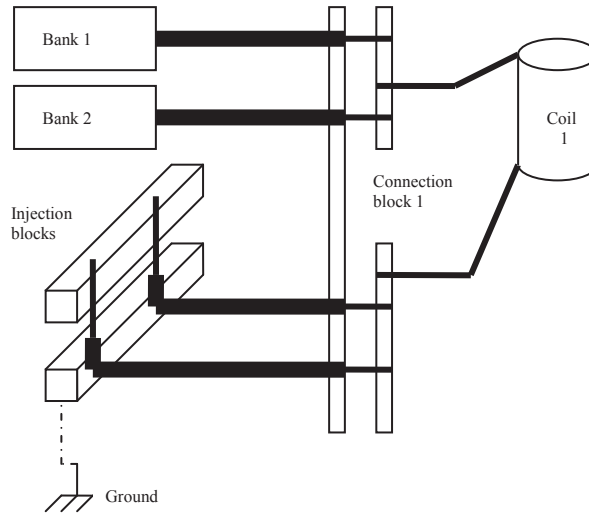 Bank 1
Bank 2
Coil
1
Connection
block 1
Injection
blocks
Ground